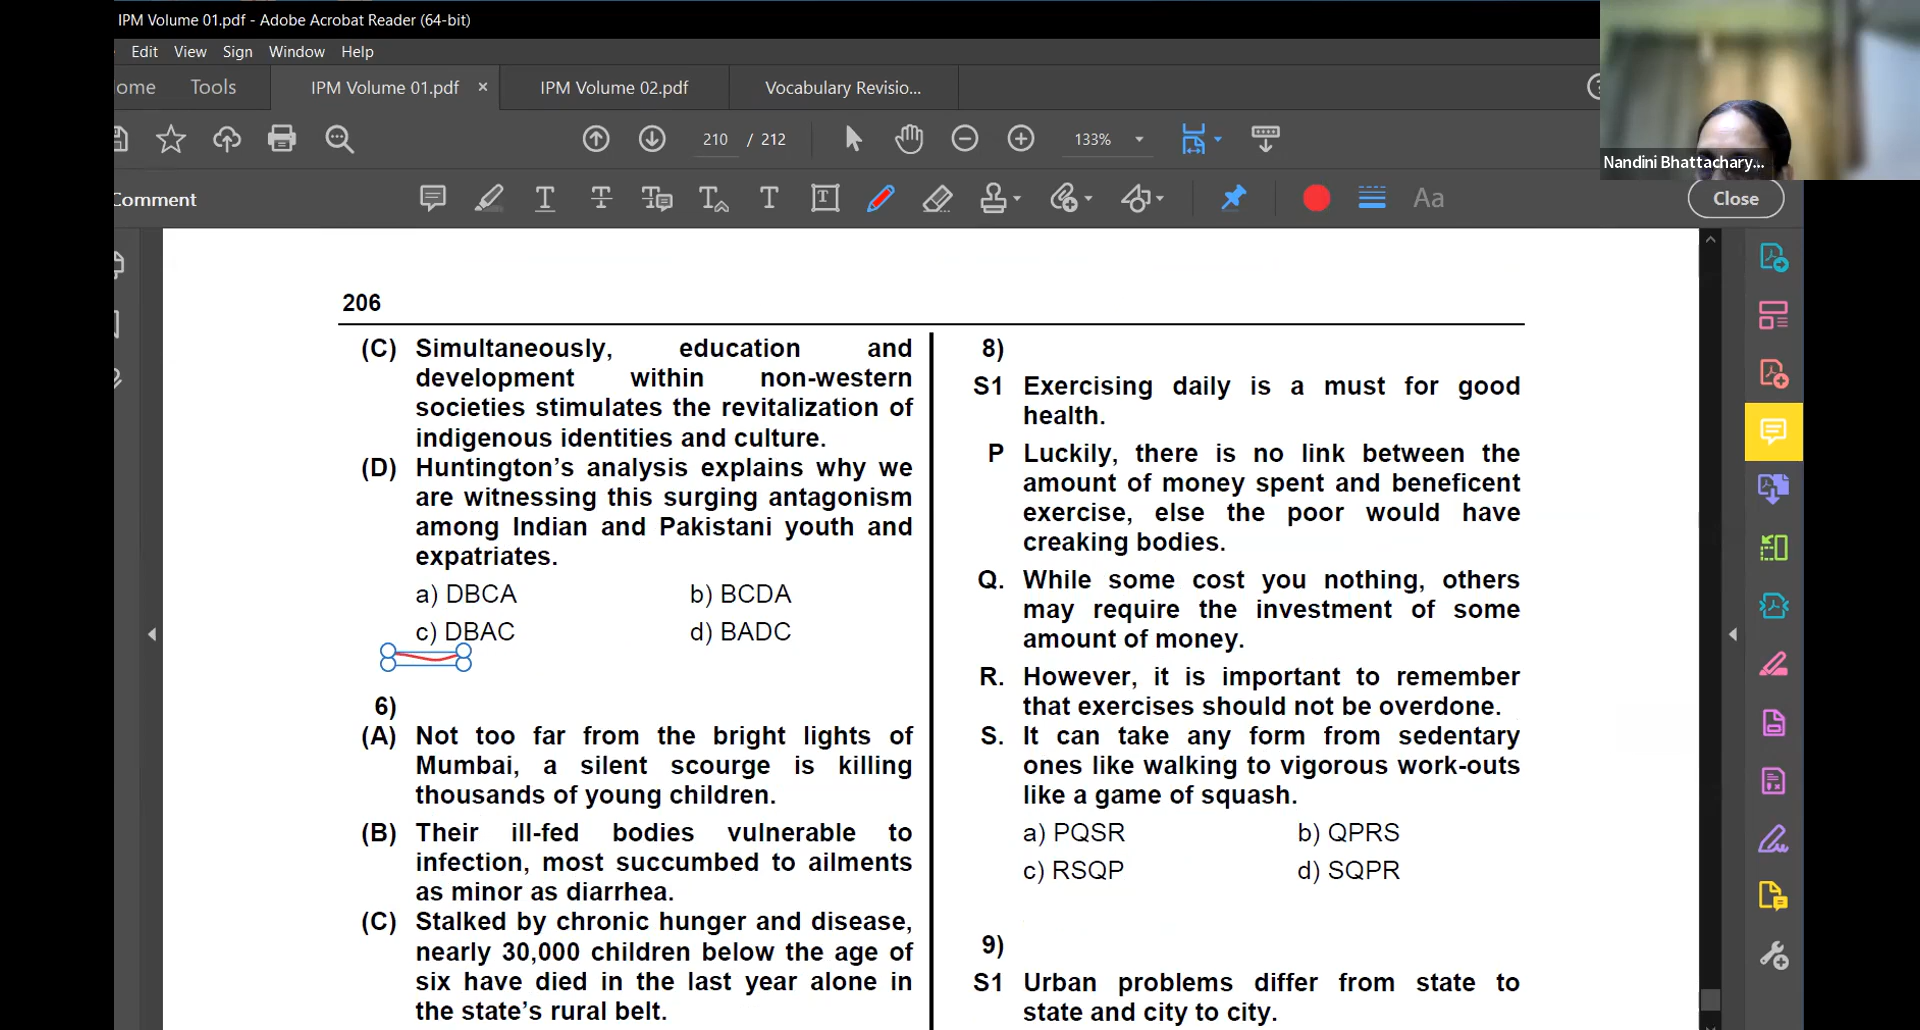 IPM Volume 01.pdf - Adobe Acrobat Reader (64-bit)
Edit View Sign Window Help
ome Tools IPM Volume 01.pdf × IPM Volume 02.pdf Vocabulary Revisio...
210 / 212 133%
Nandini Bhattachary...
Comment Aa Close
206
(C) Simultaneously, education and
development within non-western
societies stimulates the revitalization of
indigenous identities and culture.
(D) Huntington's analysis explains why we
are witnessing this surging antagonism
among Indian and Pakistani youth and
expatriates.
a) DBCA b) BCDA
c) DBAC d) BADC
6)
(A) Not too far from the bright lights of
Mumbai, a silent scourge is killing
thousands of young children.
(B) Their ill-fed bodies vulnerable to
infection, most succumbed to ailments
as minor as diarrhea.
(C) Stalked by chronic hunger and disease,
nearly 30,000 children below the age of
six have died in the last year alone in
the state's rural belt.
8)
S1 Exercising daily is a must for good
health.
P Luckily, there is no link between the
amount of money spent and beneficent
exercise, else the poor would have
creaking bodies.
Q. While some cost you nothing, others
may require the investment of some
amount of money.
R. However, it is important to remember
that exercises should not be overdone.
S. It can take any form from sedentary
ones like walking to vigorous work-outs
like a game of squash.
a) PQSR b) QPRS
c) RSQP d) SQPR
9)
S1 Urban problems differ from state to
state and city to city.